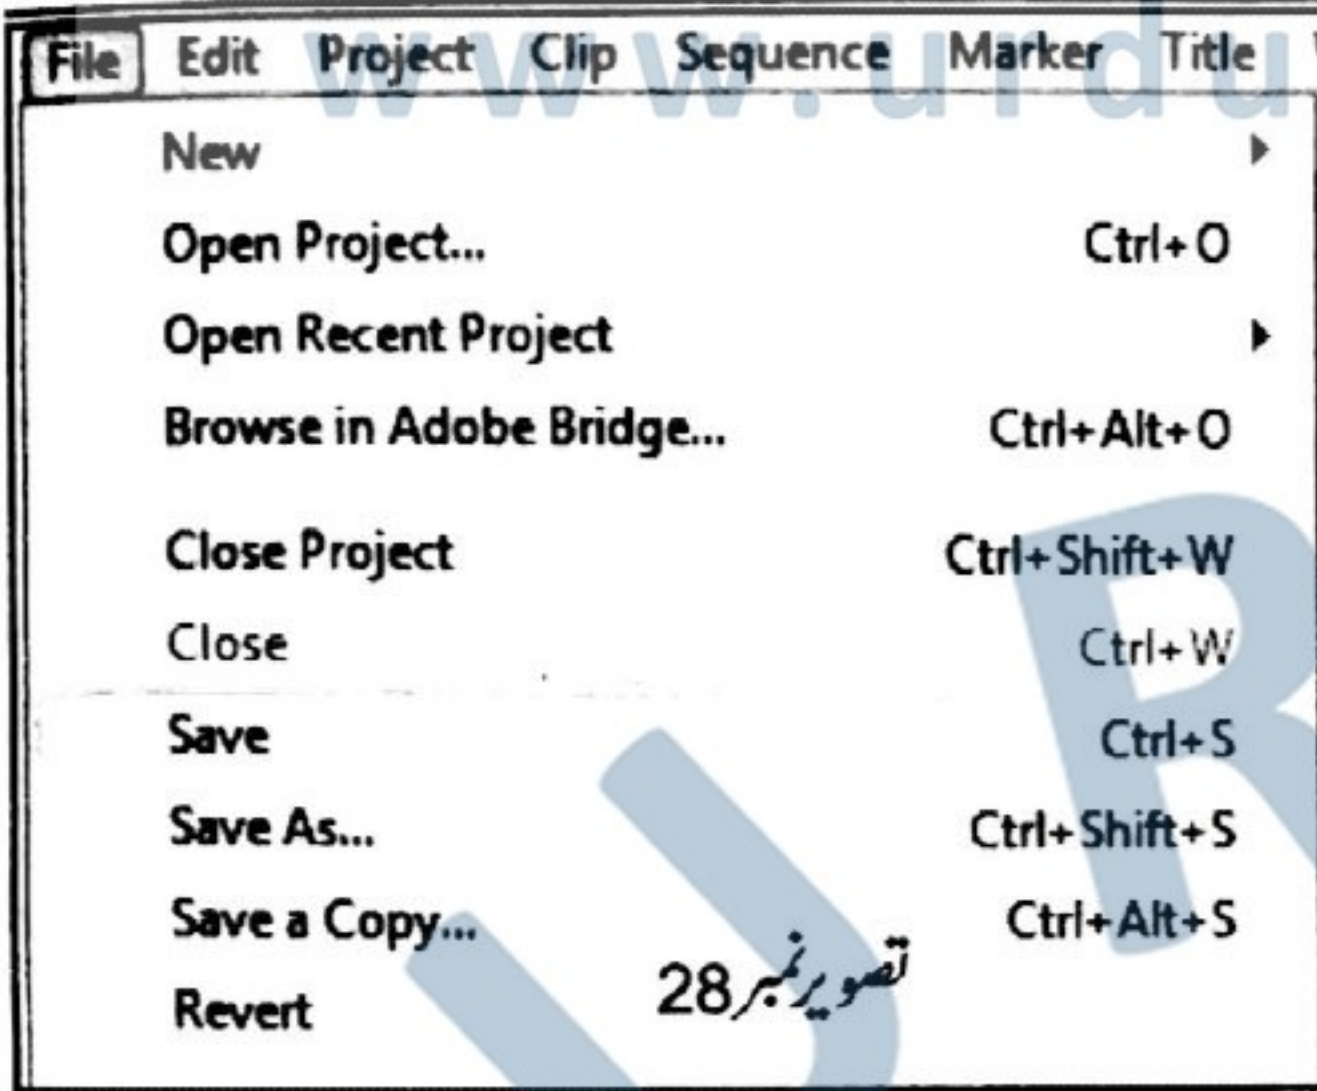 File Edit Project Clip Sequence Marker Title
www.urdu
New
Open Project... Ctrl+O
Open Recent Project
Browse in Adobe Bridge... Ctrl+Alt+O
Close Project Ctrl+Shift+W
Close Ctrl+W
Save Ctrl+S
Save As... Ctrl+Shift+S
Save a Copy... Ctrl+Alt+S
Revert
تصویر نمبر 28
U R